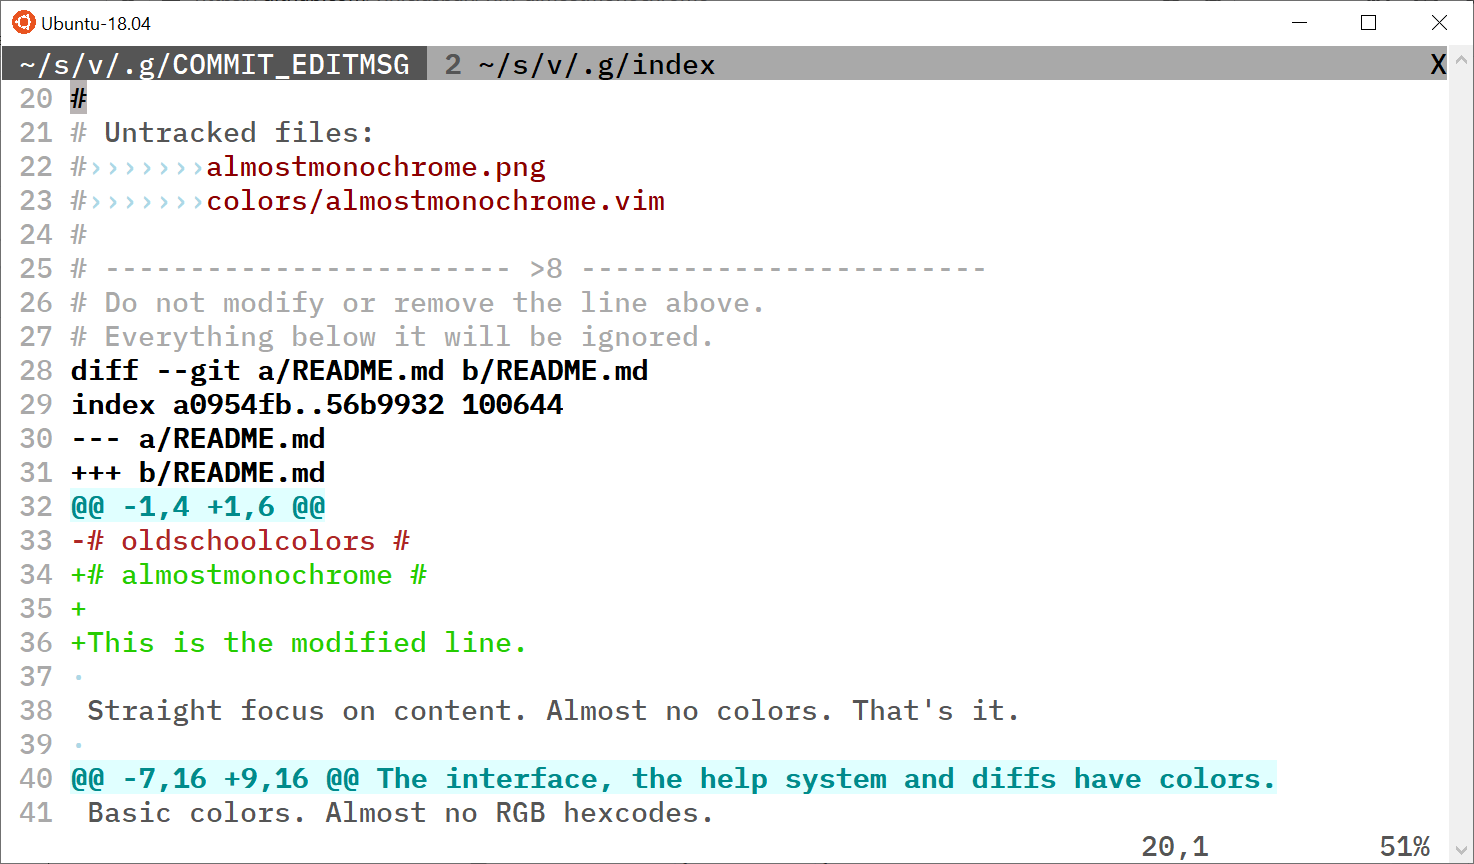 Ubuntu-18.04
~/s/v/.g/COMMIT_EDITMSG 2 ~/s/v/.g/index X
20 #
21 # Untracked files:
22 #›››››››almostmonochrome.png
23 #›››››››colors/almostmonochrome.vim
24 #
25 # ------------------------ >8 ------------------------
26 # Do not modify or remove the line above.
27 # Everything below it will be ignored.
28 diff --git a/README.md b/README.md
29 index a0954fb..56b9932 100644
30 --- a/README.md
31 +++ b/README.md
32 @@ -1,4 +1,6 @@
33 -# oldschoolcolors #
34 +# almostmonochrome #
35 +
36 +This is the modified line.
37 ·
38  Straight focus on content. Almost no colors. That's it.
39 ·
40 @@ -7,16 +9,16 @@ The interface, the help system and diffs have colors.
41  Basic colors. Almost no RGB hexcodes.
20,1 51%